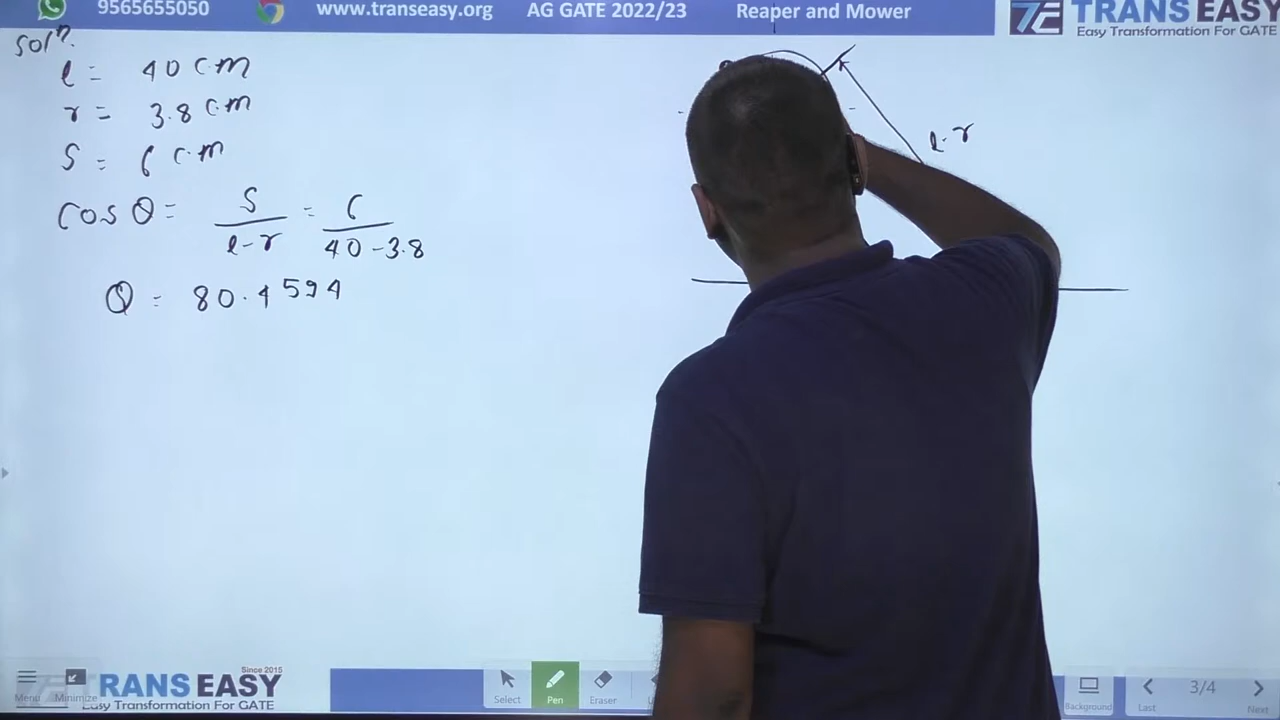 9565655050 www.transeasy.org AG GATE 2022/23 Reaper and Mower TRANS EASY
Easy Transformation For GATE
Solⁿ.
l = 40 cm
r = 3.8 cm
S = 6 cm
cos θ = S / l-r = 6 / 40-3.8
θ = 80.4594
l-r
Since 2015
TRANS EASY
Easy Transformation For GATE
Menu Minimize Select Pen Eraser Background Last 3/4 Next